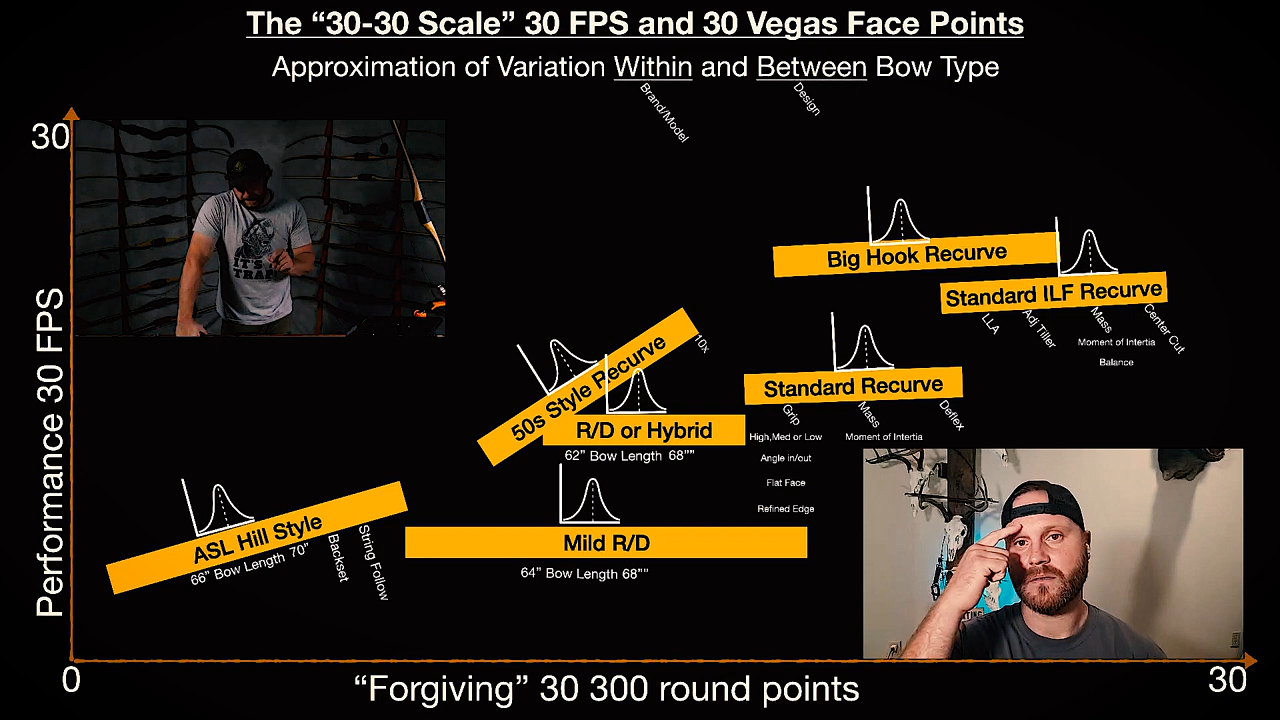 The “30-30 Scale” 30 FPS and 30 Vegas Face Points
Approximation of Variation Within and Between Bow Type
Brand/Model
Design
30
Performance 30 FPS
IT'S A
TRAP
Big Hook Recurve
Standard ILF Recurve
LLA
Adj Tiller
Mass
Center Cut
Moment of Intertia
Balance
50s Style Recurve
10x
Standard Recurve
Grip
Mass
Deflex
R/D or Hybrid
High,Med or Low
Moment of Intertia
62” Bow Length 68””
Angle in/out
Flat Face
Refined Edge
ASL Hill Style
66” Bow Length 70”
Backset
String Follow
Mild R/D
64” Bow Length 68””
0
“Forgiving” 30 300 round points
30